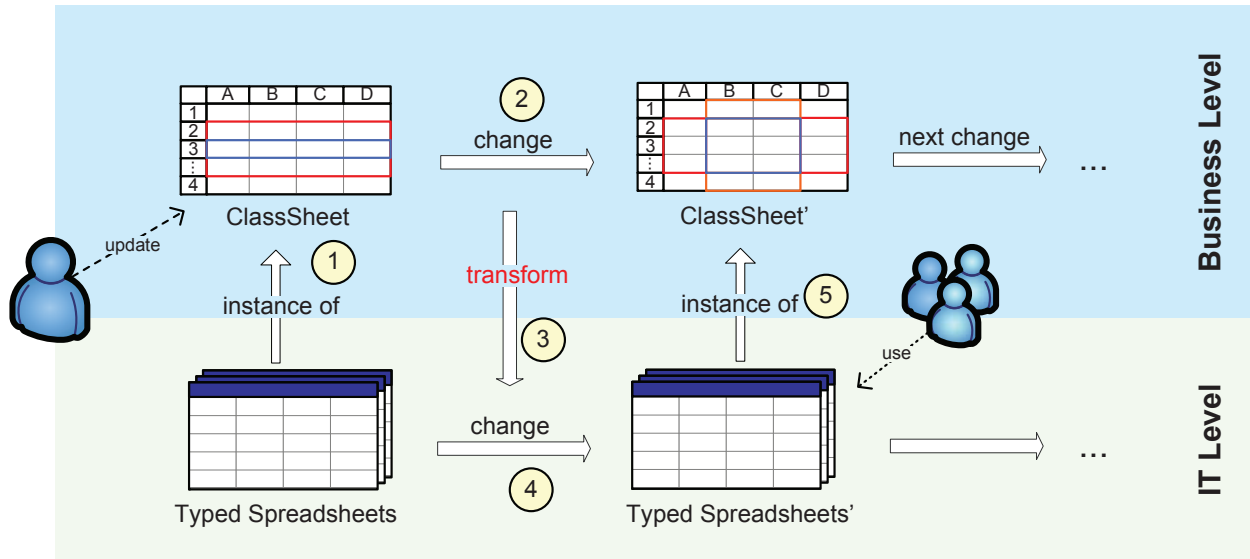 A B C D
1
2
3
⋮
4
ClassSheet
2
change
A B C D
1
2
3
⋮
4
ClassSheet’
next change
...
Business Level
update
1
instance of
transform
3
instance of
5
use
Typed Spreadsheets
change
4
Typed Spreadsheets’
...
IT Level